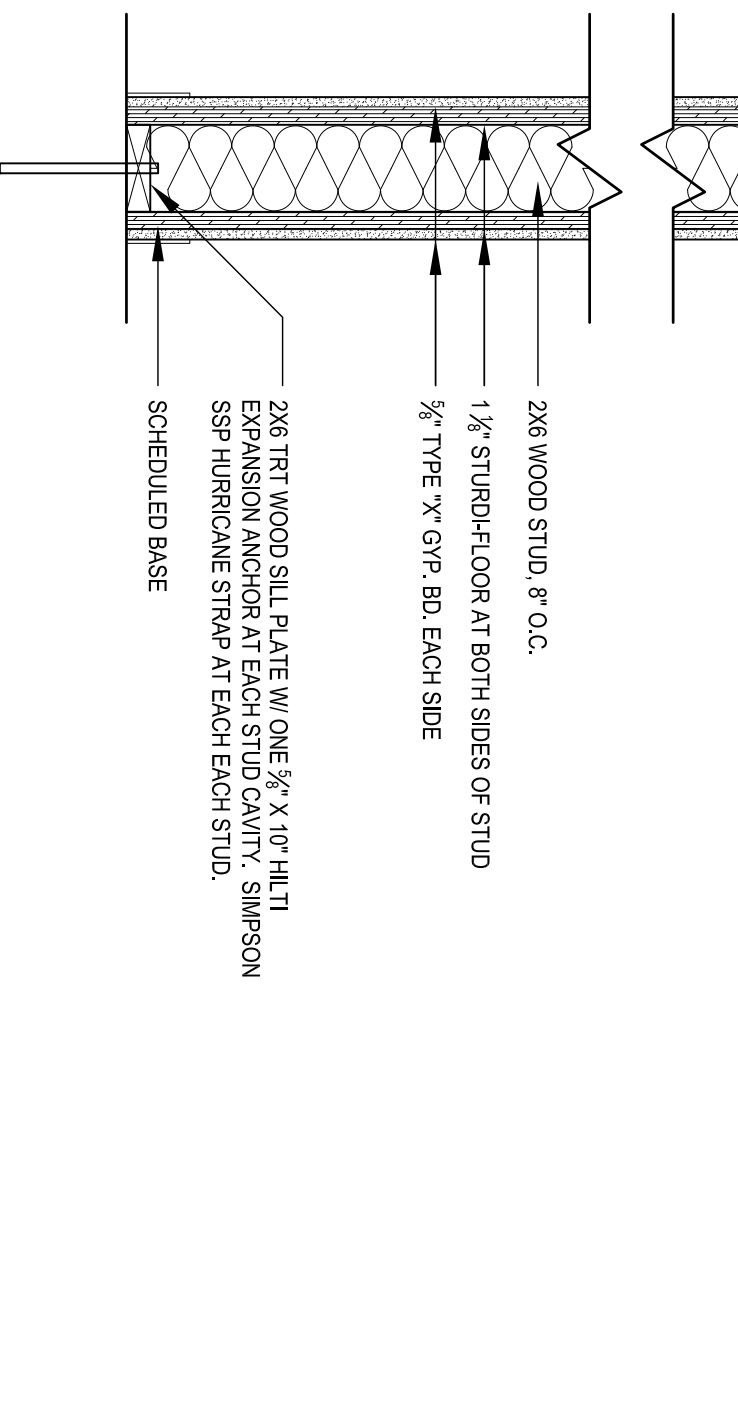 2X6 WOOD STUD, 8" O.C.
1 ⅛" STURDI-FLOOR AT BOTH SIDES OF STUD
⅝" TYPE "X" GYP. BD. EACH SIDE
2X6 TRT WOOD SILL PLATE W/ ONE ⅝" X 10" HILTI
EXPANSION ANCHOR AT EACH STUD CAVITY. SIMPSON
SSP HURRICANE STRAP AT EACH EACH STUD.
SCHEDULED BASE